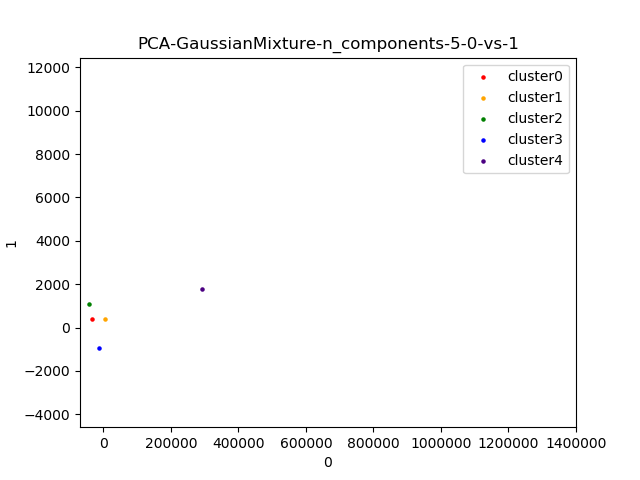 PCA-GaussianMixture-n_components-5-0-vs-1
12000
10000
8000
6000
4000
2000
0
−2000
−4000
1
cluster0
cluster1
cluster2
cluster3
cluster4
0 200000 400000 600000 800000 1000000 1200000 1400000
0